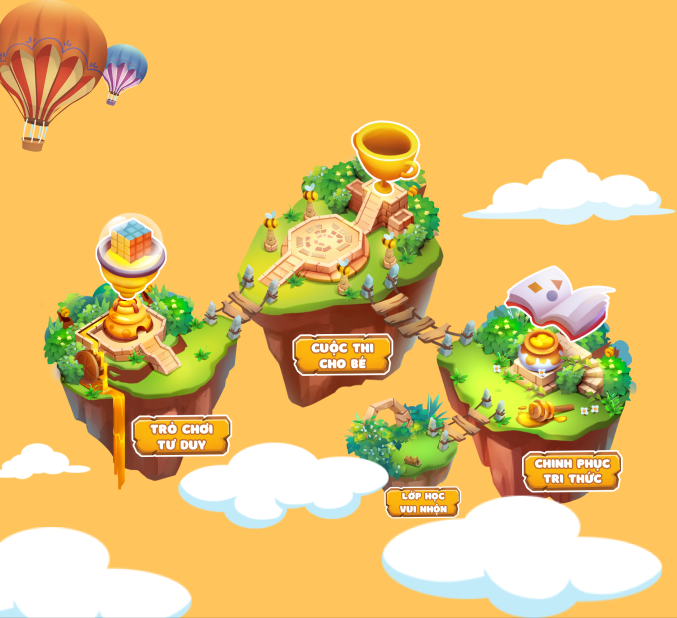 CUỘC THI
CHO BÉ
TRÒ CHƠI
TƯ DUY
CHINH PHỤC
TRI THỨC
LỚP HỌC
VUI NHỘN